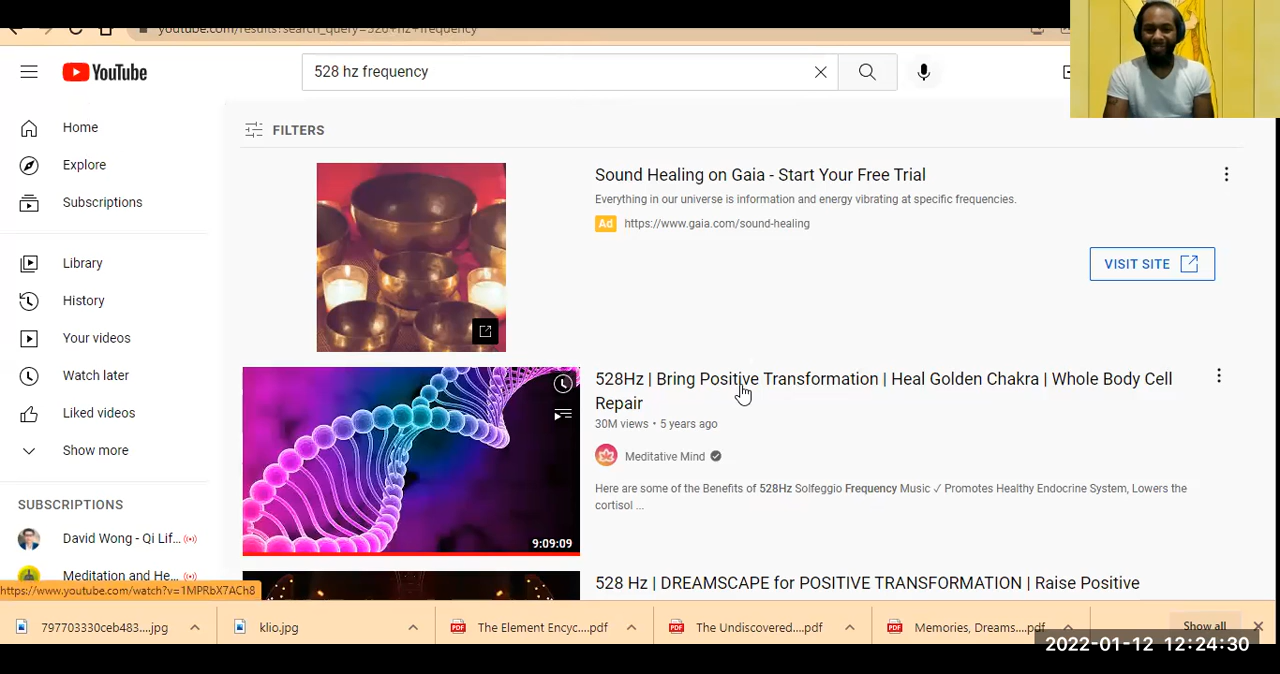 youtube.com/results?search_query=528+hz+frequency
YouTube
528 hz frequency
Home
Explore
Subscriptions
Library
History
Your videos
Watch later
Liked videos
Show more
SUBSCRIPTIONS
David Wong - Qi Lif...
Meditation and He...
FILTERS
Sound Healing on Gaia - Start Your Free Trial
Everything in our universe is information and energy vibrating at specific frequencies.
Ad https://www.gaia.com/sound-healing
VISIT SITE
9:09:09
528Hz | Bring Positive Transformation | Heal Golden Chakra | Whole Body Cell
Repair
30M views • 5 years ago
Meditative Mind
Here are some of the Benefits of 528Hz Solfeggio Frequency Music ✓ Promotes Healthy Endocrine System, Lowers the
cortisol ...
528 Hz | DREAMSCAPE for POSITIVE TRANSFORMATION | Raise Positive
https://www.youtube.com/watch?v=1MPRbX7ACh8
797703330ceb483....jpg
klio.jpg
PDF The Element Encyc....pdf
PDF The Undiscovered....pdf
PDF Memories, Dreams....pdf
Show all
2022-01-12 12:24:30